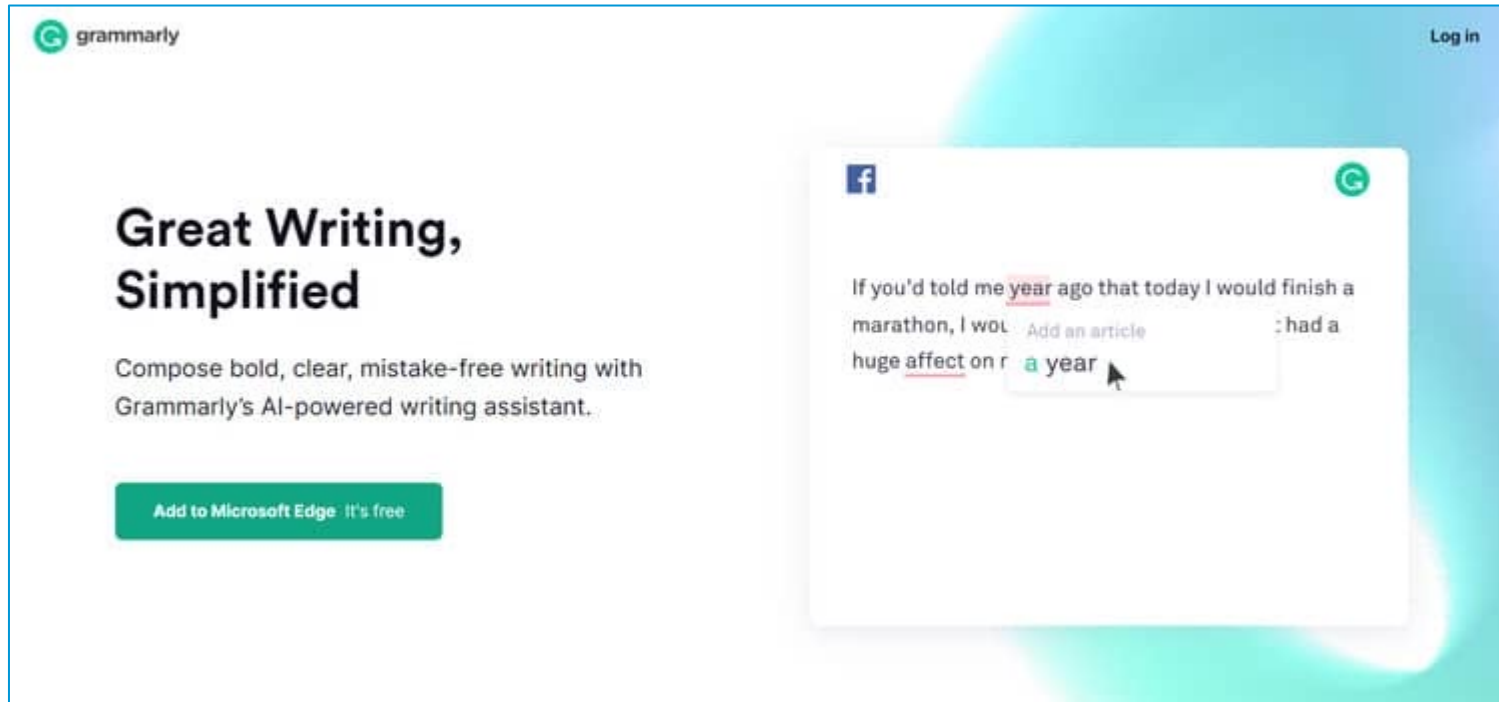 grammarly
Log in
Great Writing,
Simplified
Compose bold, clear, mistake-free writing with
Grammarly's AI-powered writing assistant.
Add to Microsoft Edge It's free
If you'd told me year ago that today I would finish a
marathon, I had a
huge affect on
Add an article
a year